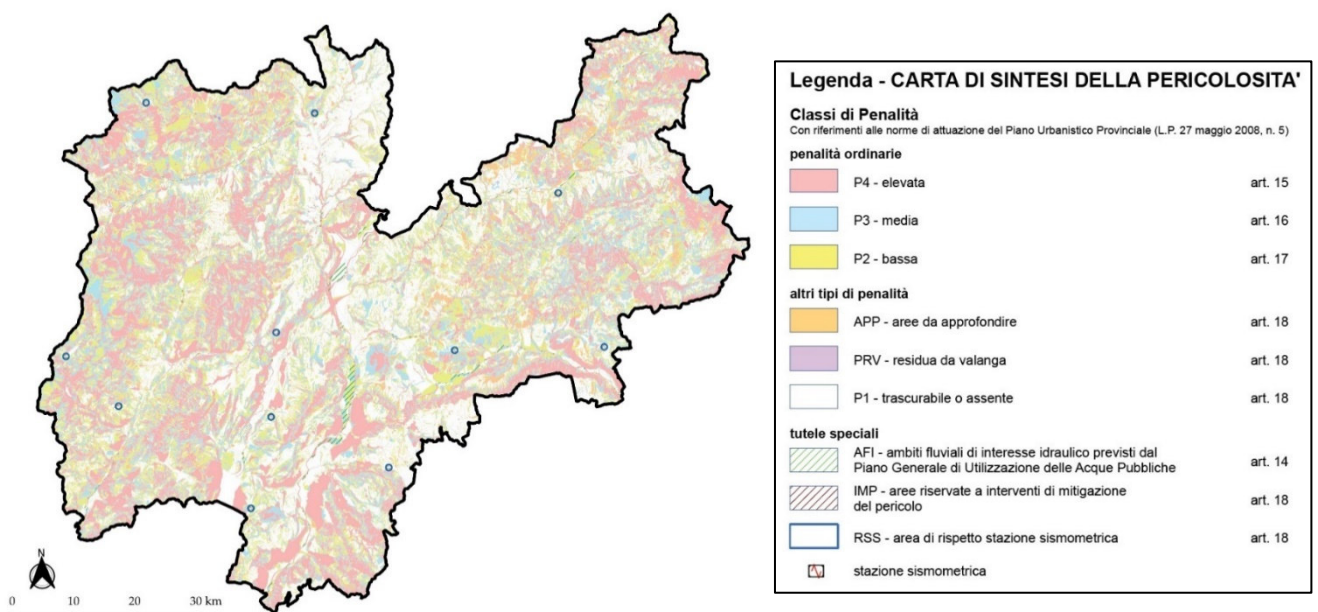 Legenda - CARTA DI SINTESI DELLA PERICOLOSITA'
Classi di Penalità
Con riferimenti alle norme di attuazione del Piano Urbanistico Provinciale (L.P. 27 maggio 2008, n. 5)
penalità ordinarie
P4 - elevata art. 15
P3 - media art. 16
P2 - bassa art. 17
altri tipi di penalità
APP - aree da approfondire art. 18
PRV - residua da valanga art. 18
P1 - trascurabile o assente art. 18
tutele speciali
AFI - ambiti fluviali di interesse idraulico previsti dal
Piano Generale di Utilizzazione delle Acque Pubbliche art. 14
IMP - aree riservate a interventi di mitigazione
del pericolo art. 18
RSS - area di rispetto stazione sismometrica art. 18
stazione sismometrica
N
0 10 20 30 km